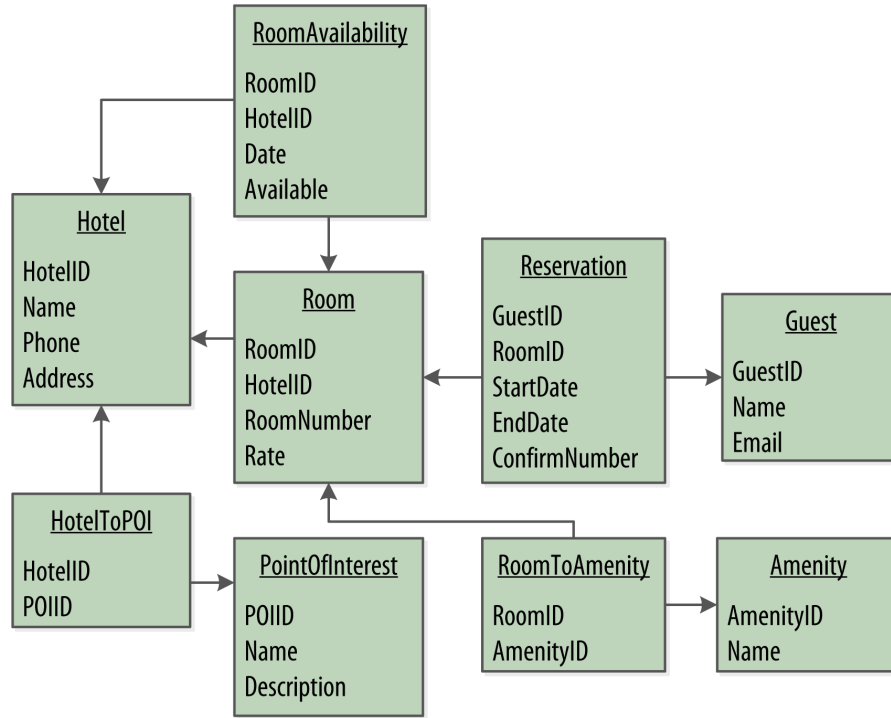 RoomAvailability
RoomID
HotelID
Date
Available
Hotel
HotelID
Name
Phone
Address
Room
RoomID
HotelID
RoomNumber
Rate
Reservation
GuestID
RoomID
StartDate
EndDate
ConfirmNumber
Guest
GuestID
Name
Email
HotelToPOI
HotelID
POIID
PointOfInterest
POIID
Name
Description
RoomToAmenity
RoomID
AmenityID
Amenity
AmenityID
Name